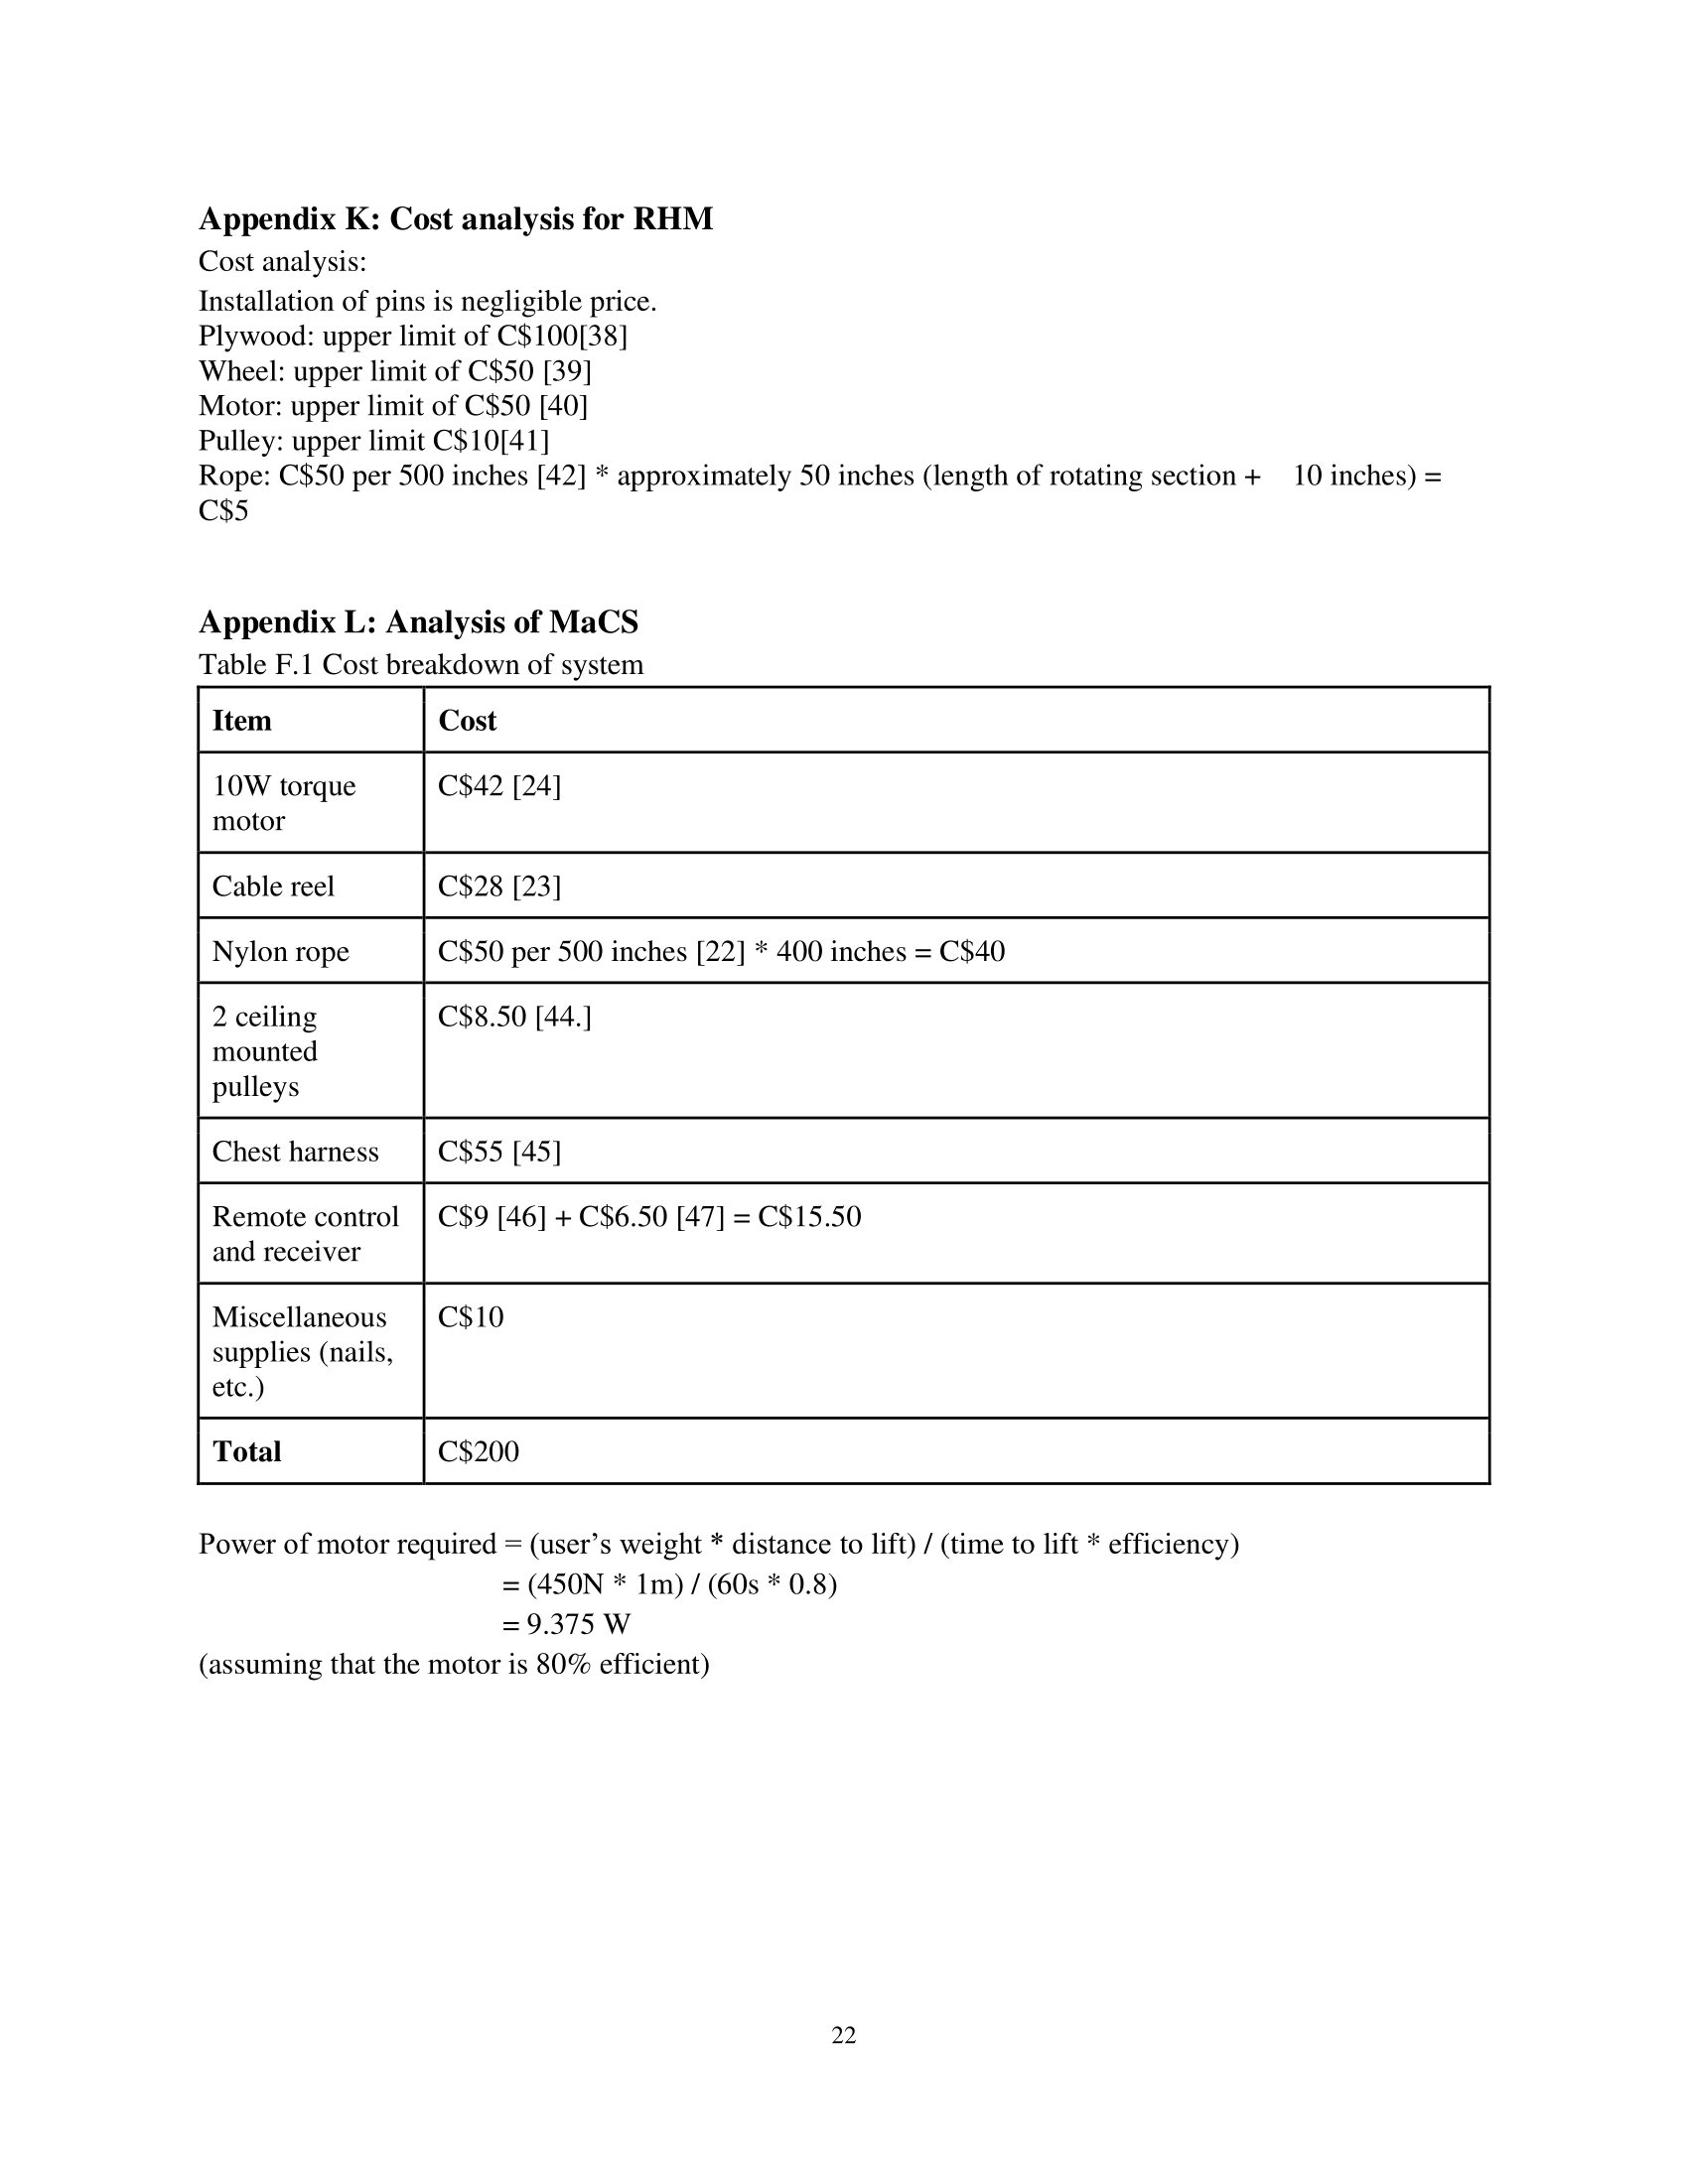 Appendix K: Cost analysis for RHM
Cost analysis:
Installation of pins is negligible price.
Plywood: upper limit of C$100[38]
Wheel: upper limit of C$50 [39]
Motor: upper limit of C$50 [40]
Pulley: upper limit C$10[41]
Rope: C$50 per 500 inches [42] * approximately 50 inches (length of rotating section + 10 inches) =
C$5
Appendix L: Analysis of MaCS
Table F.1 Cost breakdown of system
Item Cost
10W torque C$42 [24]
motor
Cable reel C$28 [23]
Nylon rope C$50 per 500 inches [22] * 400 inches = C$40
2 ceiling C$8.50 [44.]
mounted
pulleys
Chest harness C$55 [45]
Remote control C$9 [46] + C$6.50 [47] = C$15.50
and receiver
Miscellaneous C$10
supplies (nails,
etc.)
Total C$200
Power of motor required = (user’s weight * distance to lift) / (time to lift * efficiency)
= (450N * 1m) / (60s * 0.8)
= 9.375 W
(assuming that the motor is 80% efficient)
22